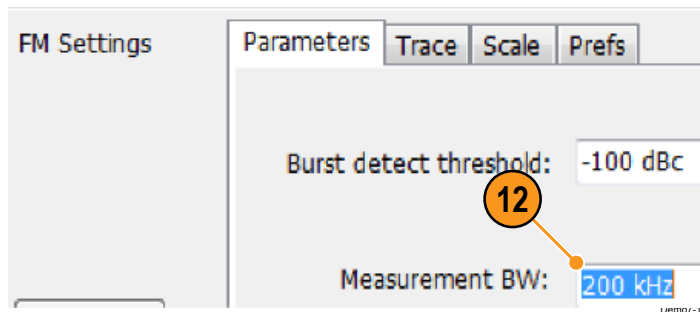 FM Settings
Parameters Trace Scale Prefs
Burst detect threshold: -100 dBc
12
Measurement BW: 200 kHz